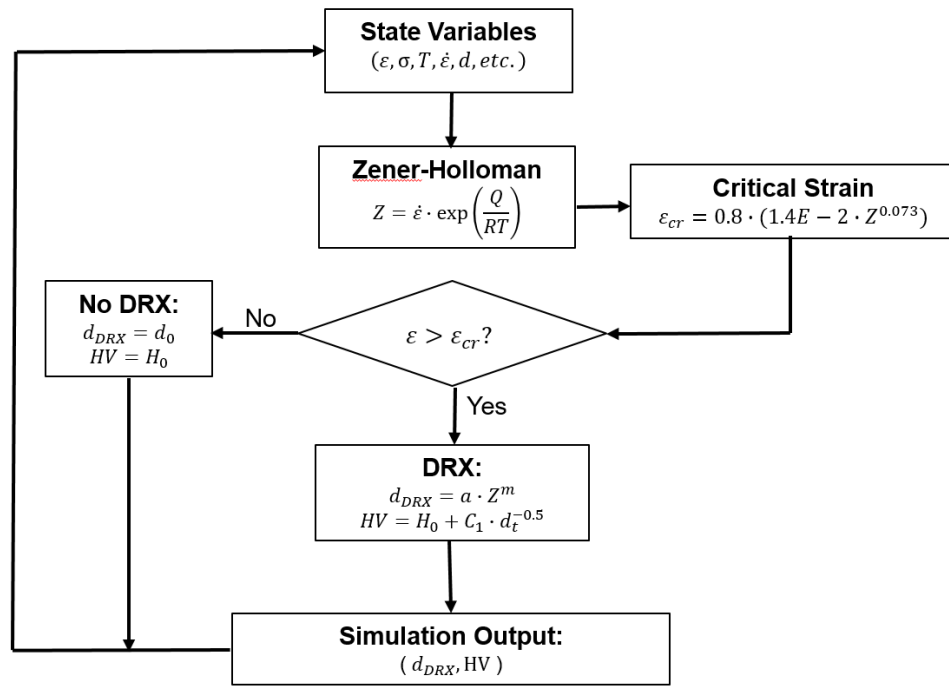 State Variables
(ε, σ, T, ε̇, d, etc.)
Zener-Holloman
Z = ε̇ · exp(Q/RT)
Critical Strain
ε_cr = 0.8 · (1.4E − 2 · Z^0.073)
No DRX:
d_DRX = d_0
HV = H_0
No
ε > ε_cr?
Yes
DRX:
d_DRX = a · Z^m
HV = H_0 + C_1 · d_t^−0.5
Simulation Output:
( d_DRX, HV )